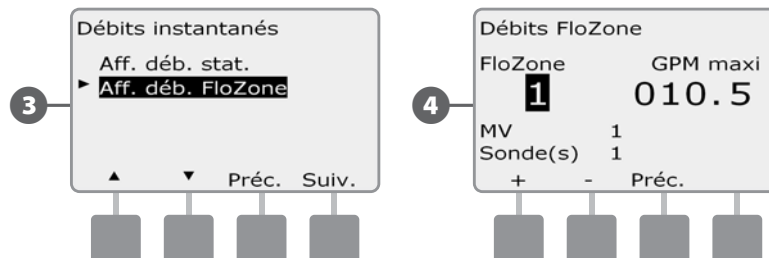 3
Débits instantanés
Aff. déb. stat.
► Aff. déb. FloZone
▲ ▼ Préc. Suiv.
4
Débits FloZone
FloZone GPM maxi
1 010.5
MV 1
Sonde(s) 1
+ - Préc.